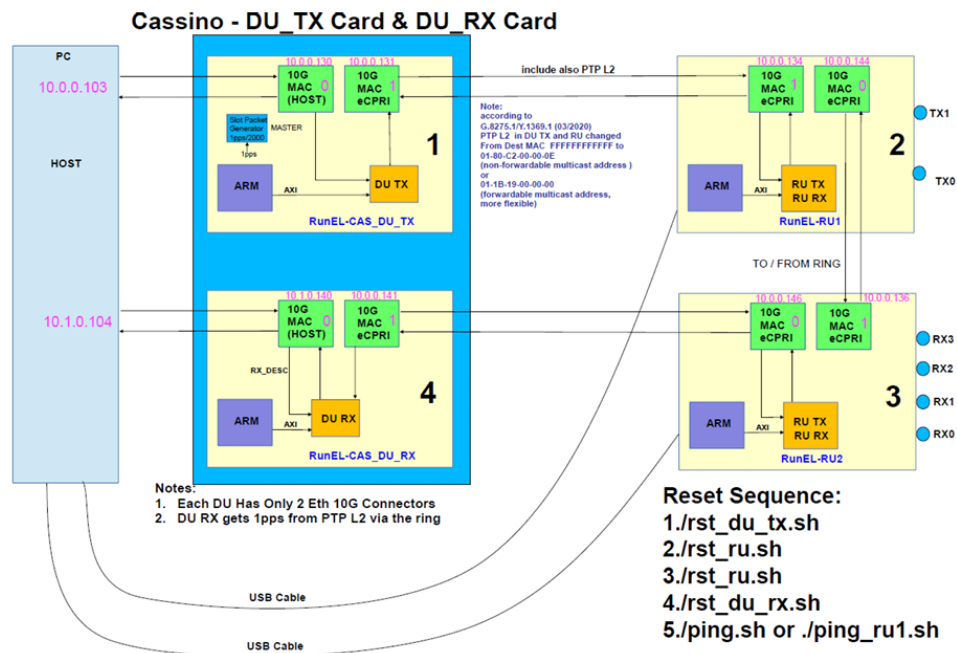 Cassino - DU_TX Card & DU_RX Card
PC
10.0.0.103
HOST
10.1.0.104
10.0.0.130
10.0.0.131
10G
MAC
(HOST)
0
10G
MAC
eCPRI
1
Slot Packet
Generator
1pps/2000
MASTER
1pps
1
ARM
AXI
DU TX
RunEL-CAS_DU_TX
include also PTP L2
Note:
according to
G.8275.1/Y.1369.1 (03/2020)
PTP L2 in DU TX and RU changed
From Dest MAC FFFFFFFFFFFF to
01-80-C2-00-00-0E
(non-forwardable multicast address )
or
01-1B-19-00-00-00
(forwardable multicast address,
more flexible)
10.0.0.134
10.0.0.144
10G
MAC
eCPRI
1
10G
MAC
eCPRI
0
2
ARM
AXI
RU TX
RU RX
RunEL-RU1
TX1
TX0
TO / FROM RING
10.1.0.140
10.0.0.141
10G
MAC
(HOST)
0
10G
MAC
eCPRI
1
RX_DESC
4
ARM
AXI
DU RX
RunEL-CAS_DU_RX
10.0.0.146
10.0.0.136
10G
MAC
eCPRI
0
10G
MAC
eCPRI
1
3
ARM
AXI
RU TX
RU RX
RunEL-RU2
RX3
RX2
RX1
RX0
Notes:
1. Each DU Has Only 2 Eth 10G Connectors
2. DU RX gets 1pps from PTP L2 via the ring
USB Cable
USB Cable
Reset Sequence:
1./rst_du_tx.sh
2./rst_ru.sh
3./rst_ru.sh
4./rst_du_rx.sh
5./ping.sh or ./ping_ru1.sh